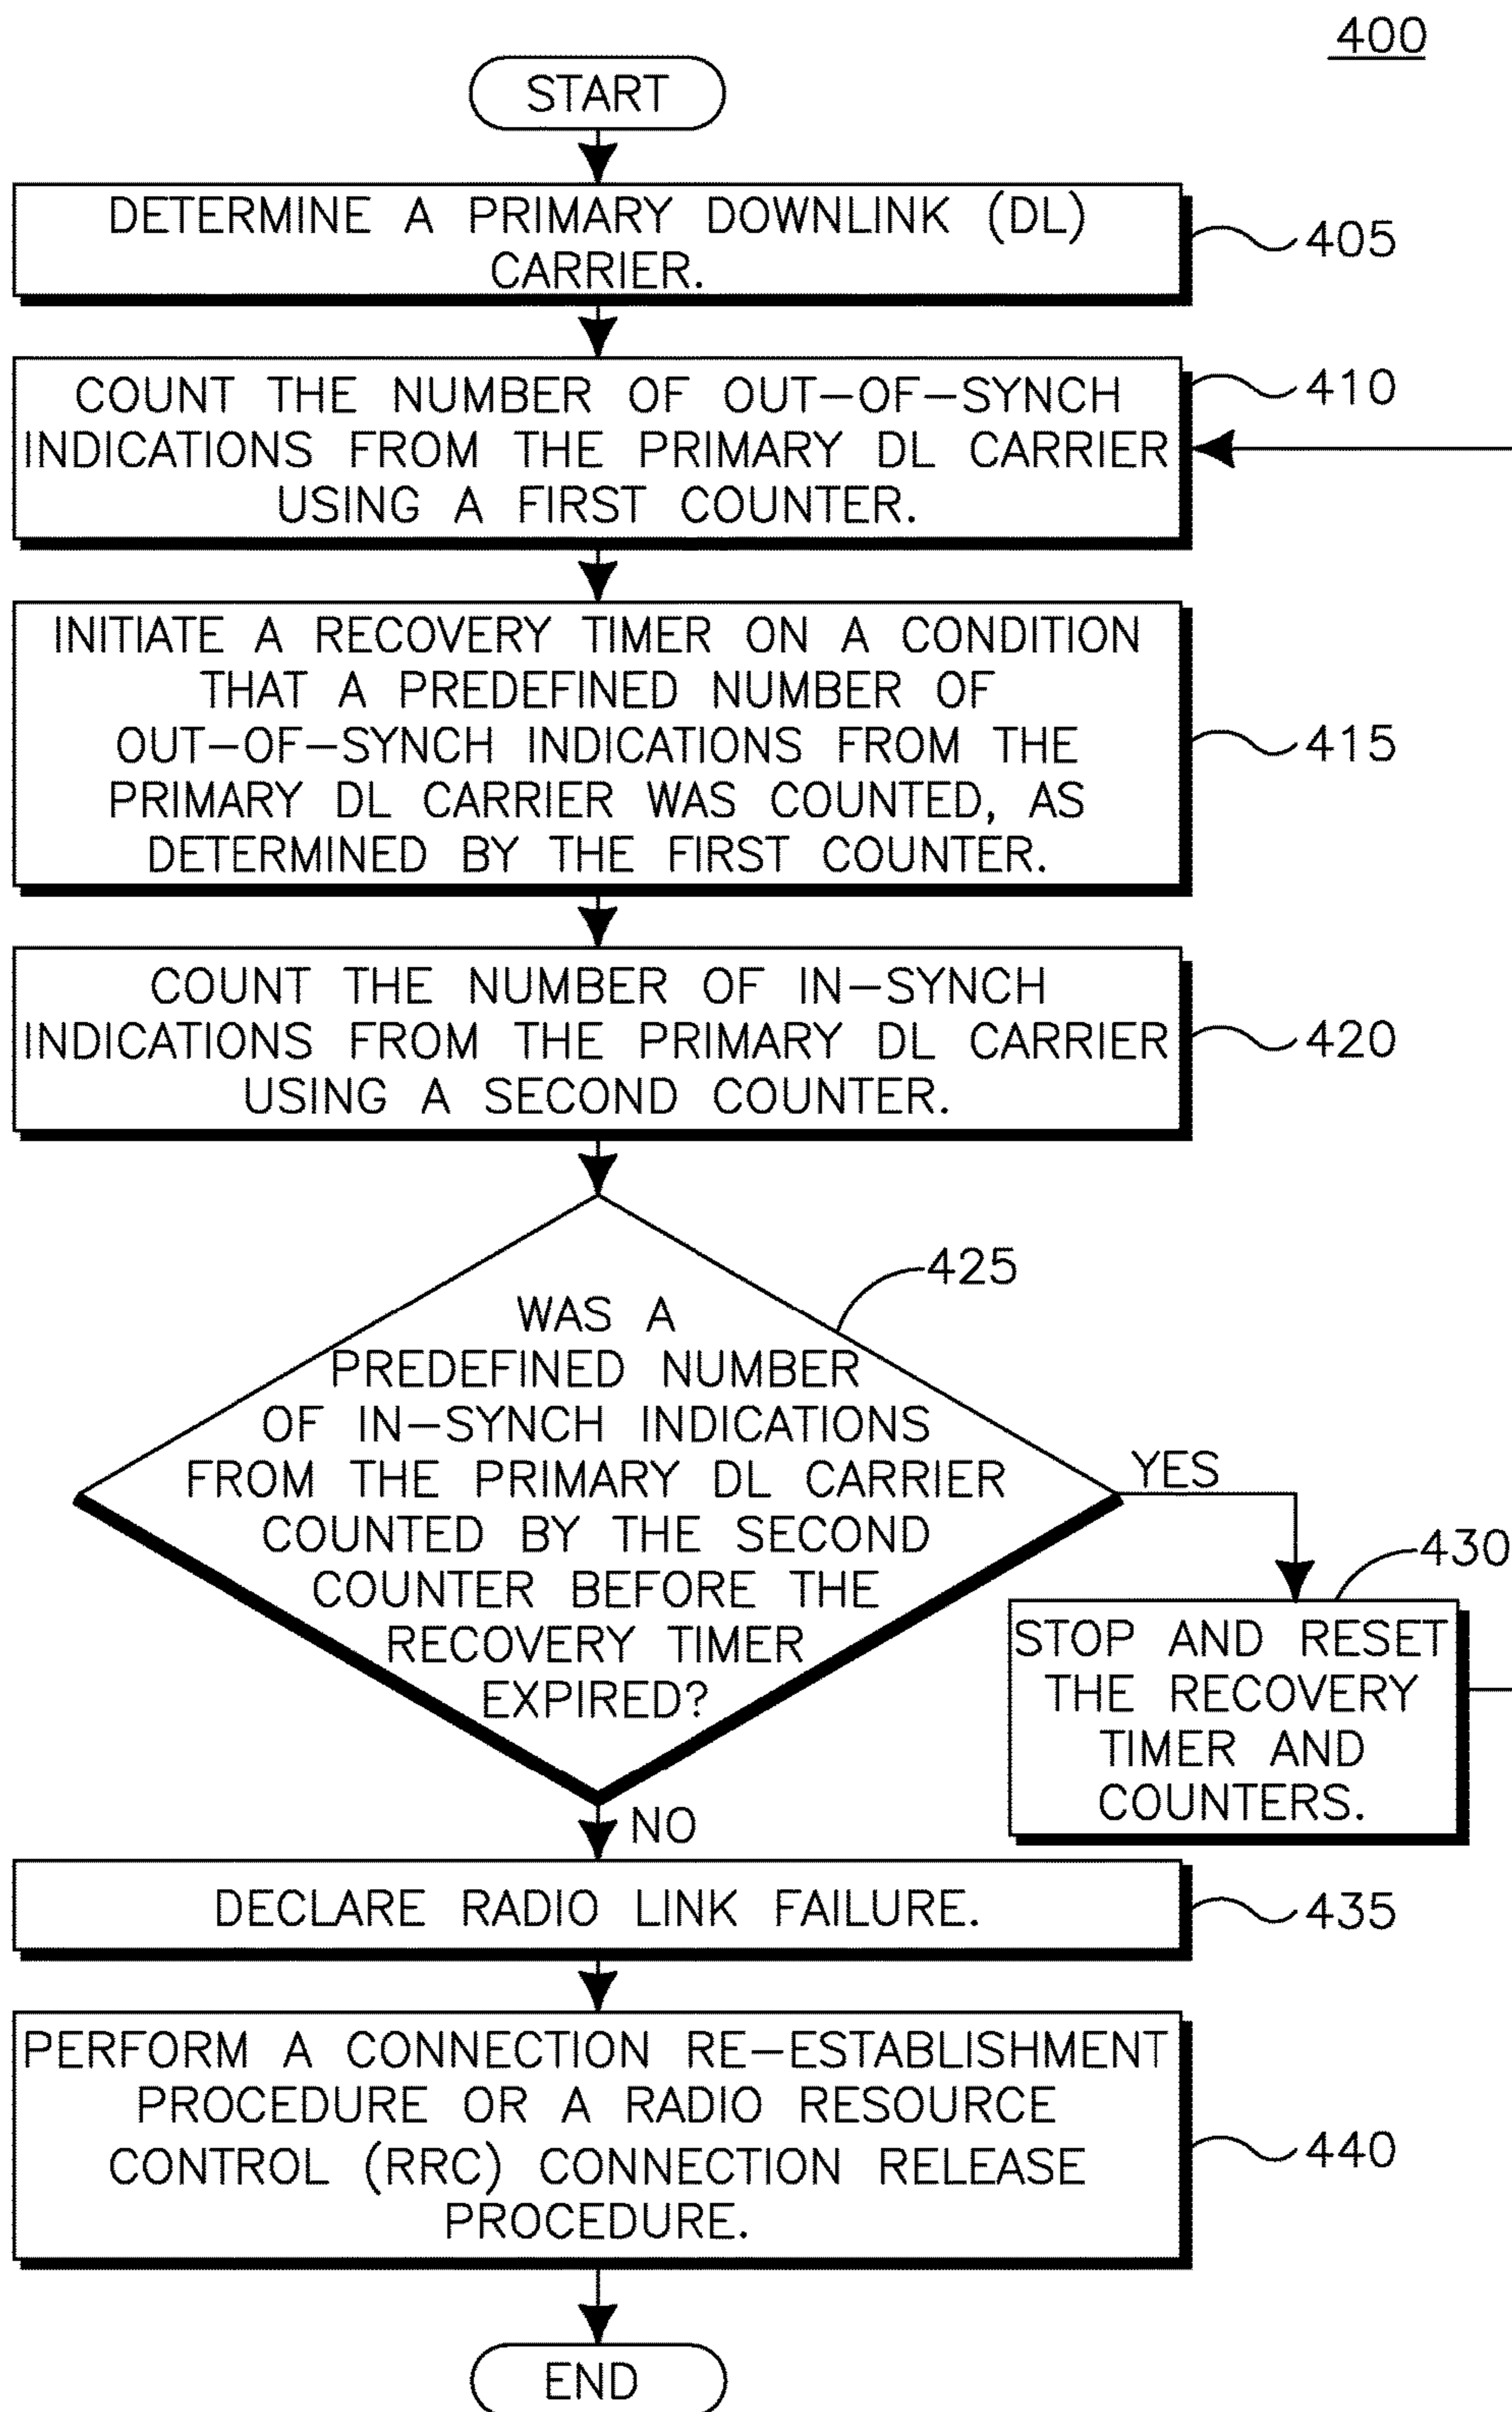 400
START
DETERMINE A PRIMARY DOWNLINK (DL)
CARRIER.
405
COUNT THE NUMBER OF OUT-OF-SYNCH
INDICATIONS FROM THE PRIMARY DL CARRIER
USING A FIRST COUNTER.
410
INITIATE A RECOVERY TIMER ON A CONDITION
THAT A PREDEFINED NUMBER OF
OUT-OF-SYNCH INDICATIONS FROM THE
PRIMARY DL CARRIER WAS COUNTED, AS
DETERMINED BY THE FIRST COUNTER.
415
COUNT THE NUMBER OF IN-SYNCH
INDICATIONS FROM THE PRIMARY DL CARRIER
USING A SECOND COUNTER.
420
425
WAS A
PREDEFINED NUMBER
OF IN-SYNCH INDICATIONS
FROM THE PRIMARY DL CARRIER
COUNTED BY THE SECOND
COUNTER BEFORE THE
RECOVERY TIMER
EXPIRED?
YES
430
STOP AND RESET
THE RECOVERY
TIMER AND
COUNTERS.
NO
DECLARE RADIO LINK FAILURE.
435
PERFORM A CONNECTION RE-ESTABLISHMENT
PROCEDURE OR A RADIO RESOURCE
CONTROL (RRC) CONNECTION RELEASE
PROCEDURE.
440
END